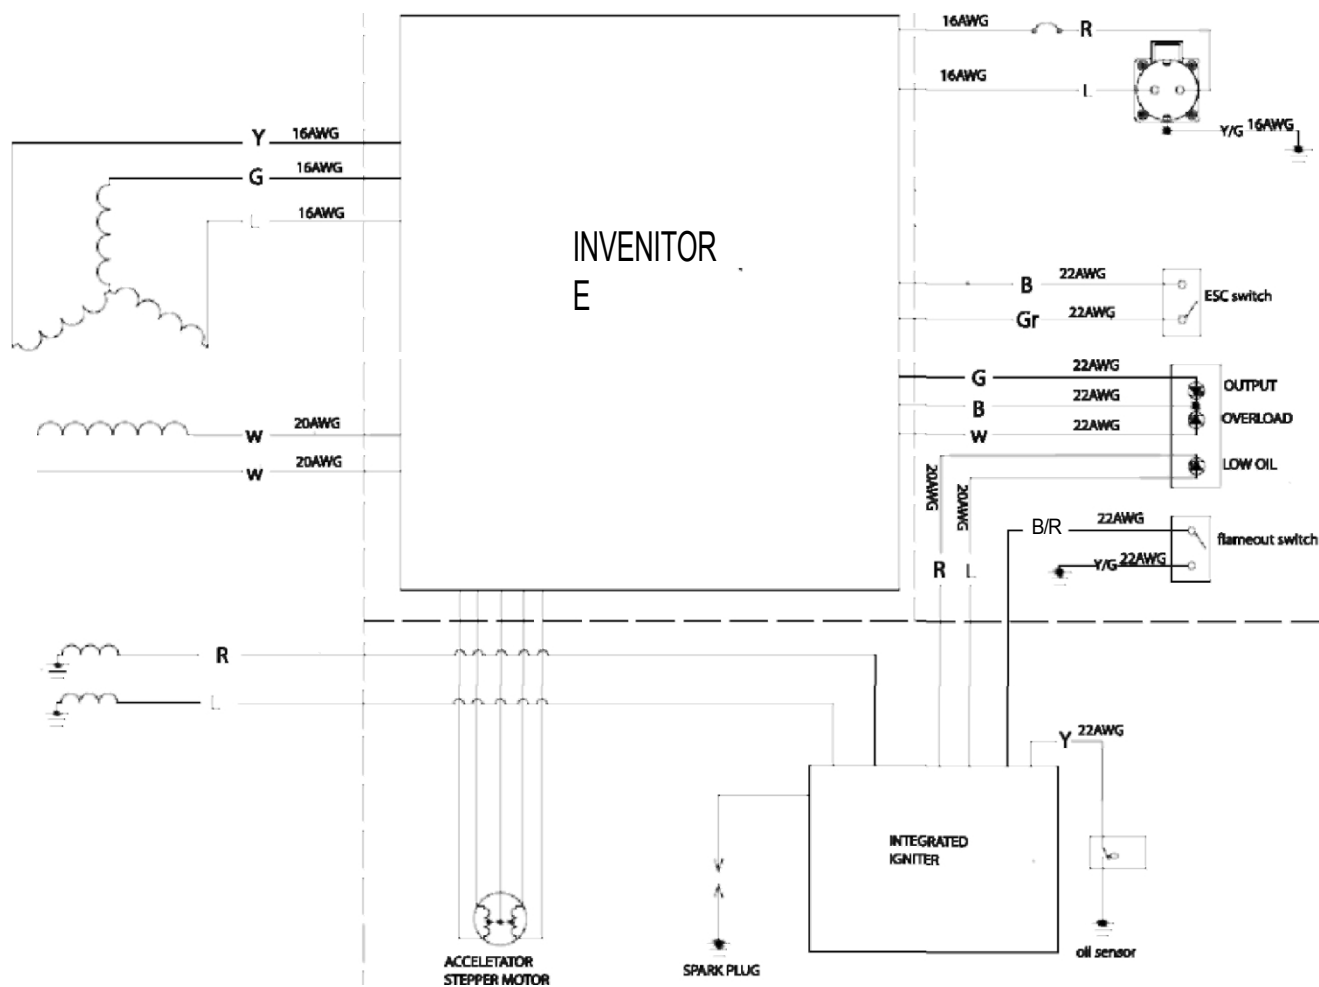 16AWG R
16AWG L
Y/G 16AWG
Y 16AWG
G 16AWG
L 16AWG
INVENITOR
E
B 22AWG
Gr 22AWG
ESC switch
G 22AWG
B 22AWG
W 22AWG
OUTPUT
OVERLOAD
LOW OIL
W 20AWG
W 20AWG
20AWG
20AWG
R L
B/R 22AWG
Y/G 22AWG
flameout switch
R
L
Y 22AWG
INTEGRATED
IGNITER
oil sensor
ACCELETATOR
STEPPER MOTOR
SPARK PLUG